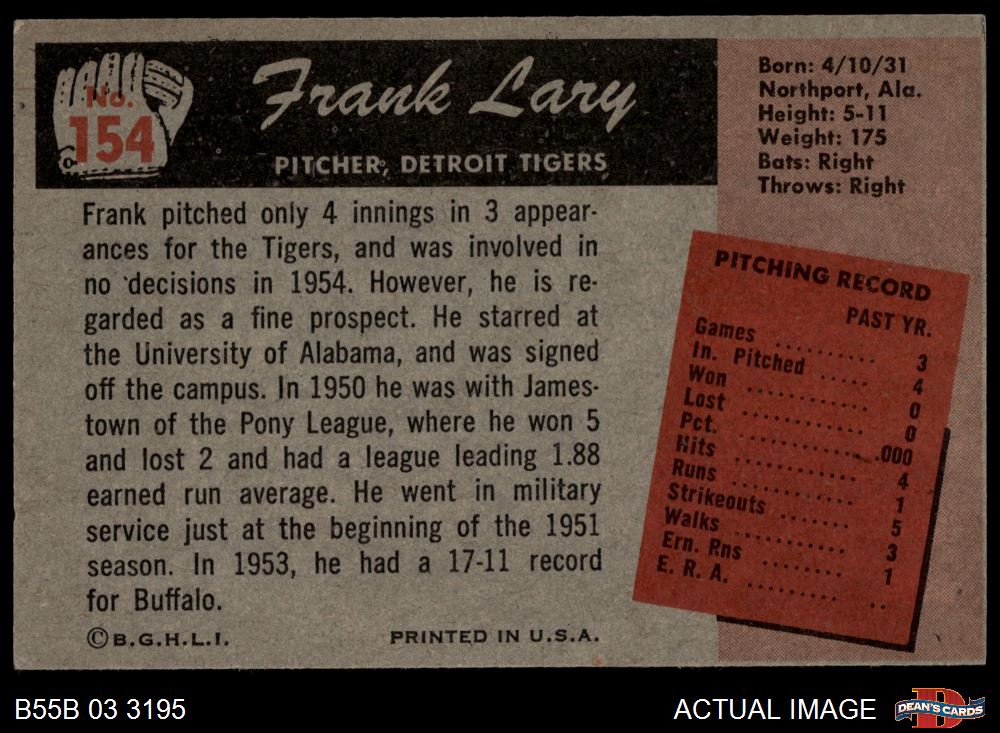 No.
154
Frank Lary
PITCHER, DETROIT TIGERS
Born: 4/10/31
Northport, Ala.
Height: 5-11
Weight: 175
Bats: Right
Throws: Right
Frank pitched only 4 innings in 3 appear-
ances for the Tigers, and was involved in
no decisions in 1954. However, he is re-
garded as a fine prospect. He starred at
the University of Alabama, and was signed
off the campus. In 1950 he was with James-
town of the Pony League, where he won 5
and lost 2 and had a league leading 1.88
earned run average. He went in military
service just at the beginning of the 1951
season. In 1953, he had a 17-11 record
for Buffalo.
©B.G.H.L.I. PRINTED IN U.S.A.
PITCHING RECORD
PAST YR.
Games .......... 3
In. Pitched ..... 4
Won ............ 0
Lost ............ 0
Pct. ............ .000
Hits ............ 4
Runs ............ 1
Strikeouts ....... 5
Walks ........... 3
Ern. Rns ......... 1
E. R. A. ......... ..
B55B 03 3195
ACTUAL IMAGE
D
DEAN'S CARDS